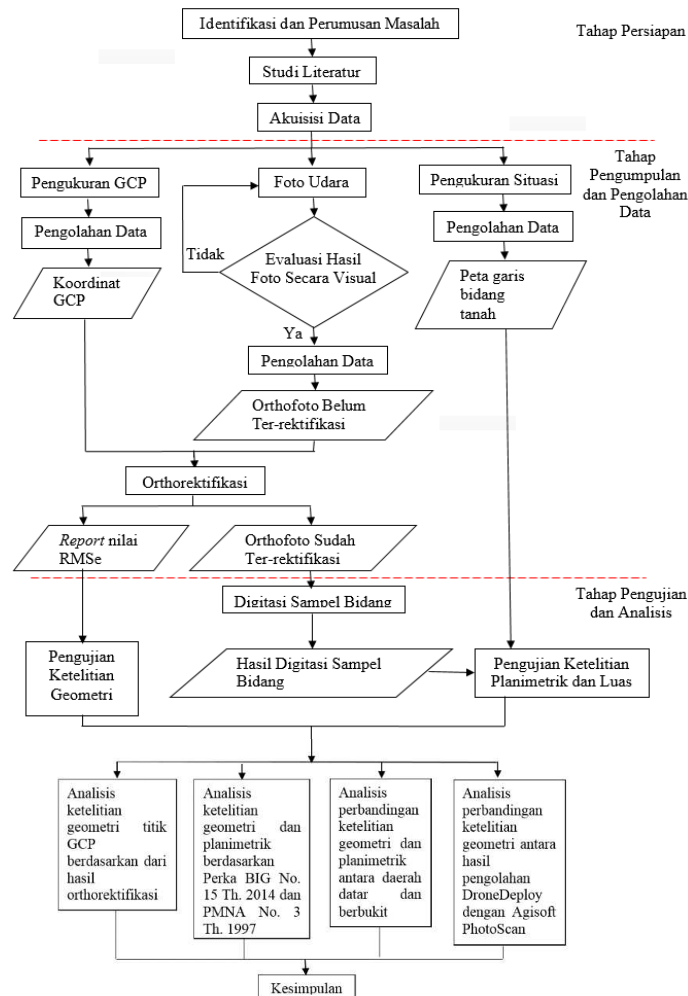 Identifikasi dan Perumusan Masalah
Tahap Persiapan
Studi Literatur
Akuisisi Data
Tahap
Pengumpulan
dan Pengolahan
Data
Pengukuran GCP
Foto Udara
Pengukuran Situasi
Pengolahan Data
Tidak
Evaluasi Hasil
Foto Secara Visual
Pengolahan Data
Koordinat
GCP
Peta garis
bidang
tanah
Ya
Pengolahan Data
Orthofoto Belum
Ter-rektifikasi
Orthorektifikasi
Report nilai
RMSe
Orthofoto Sudah
Ter-rektifikasi
Tahap Pengujian
dan Analisis
Digitasi Sampel Bidang
Pengujian
Ketelitian
Geometri
Hasil Digitasi Sampel
Bidang
Pengujian Ketelitian
Planimetrik dan Luas
Analisis
ketelitian
geometri titik
GCP
berdasarkan dari
hasil
orthorektifikasi
Analisis
ketelitian
geometri dan
planimetrik
berdasarkan
Perka BIG No.
15 Th. 2014 dan
PMNA No. 3
Th. 1997
Analisis
perbandingan
ketelitian
geometri dan
planimetrik
antara daerah
datar dan
berbukit
Analisis
perbandingan
ketelitian
geometri antara
hasil
pengolahan
DroneDeploy
dengan Agisoft
PhotoScan
Kesimpulan